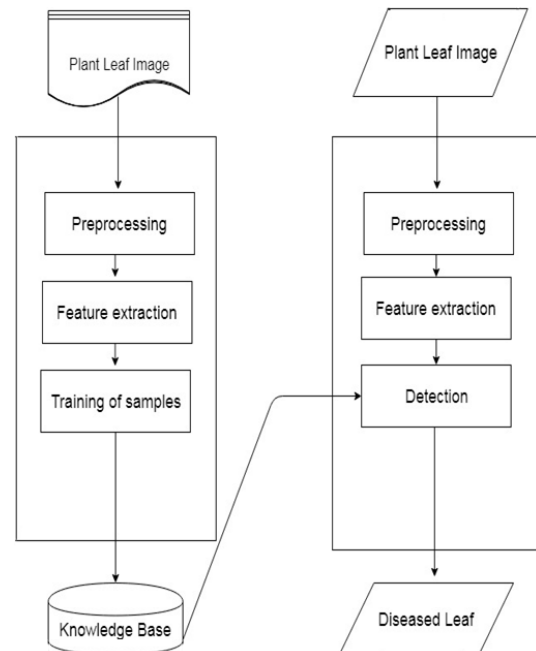 Plant Leaf Image
Preprocessing
Feature extraction
Training of samples
Knowledge Base
Plant Leaf Image
Preprocessing
Feature extraction
Detection
Diseased Leaf